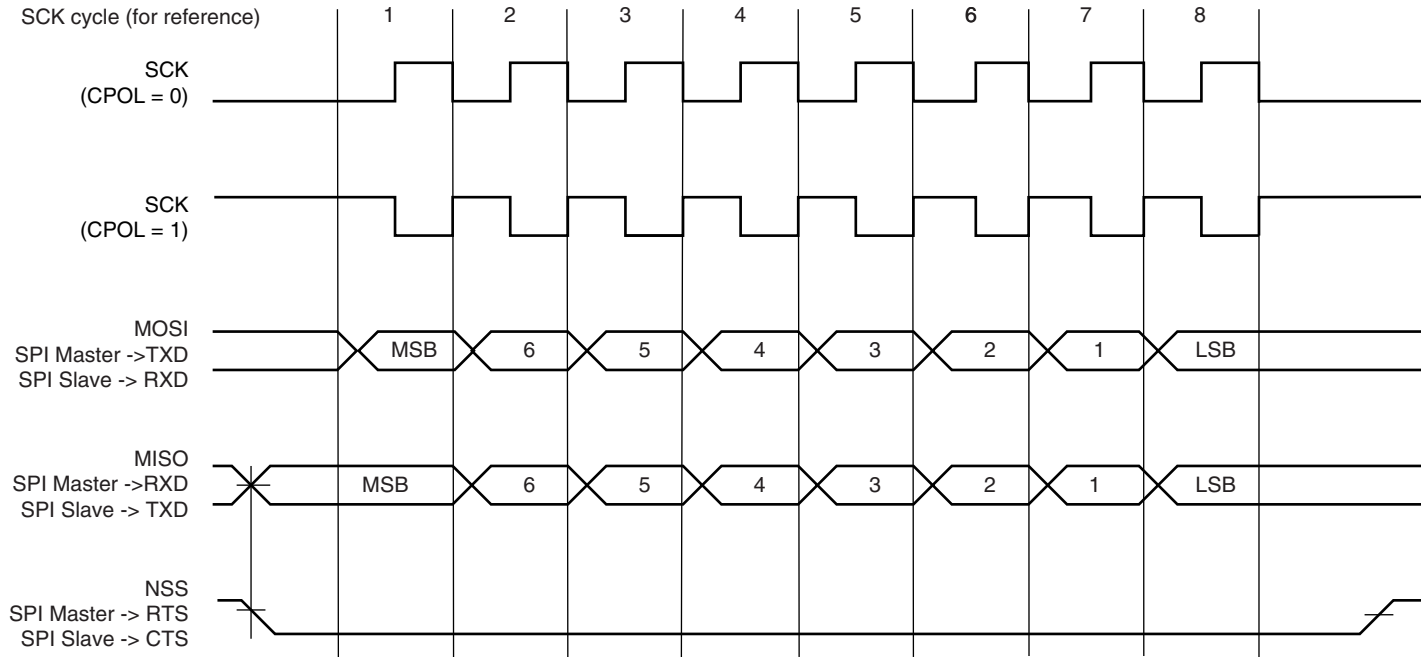 SCK cycle (for reference) 1 2 3 4 5 6 7 8
SCK
(CPOL = 0)
SCK
(CPOL = 1)
MOSI
SPI Master ->TXD
SPI Slave -> RXD
MSB 6 5 4 3 2 1 LSB
MISO
SPI Master ->RXD
SPI Slave -> TXD
MSB 6 5 4 3 2 1 LSB
NSS
SPI Master -> RTS
SPI Slave -> CTS